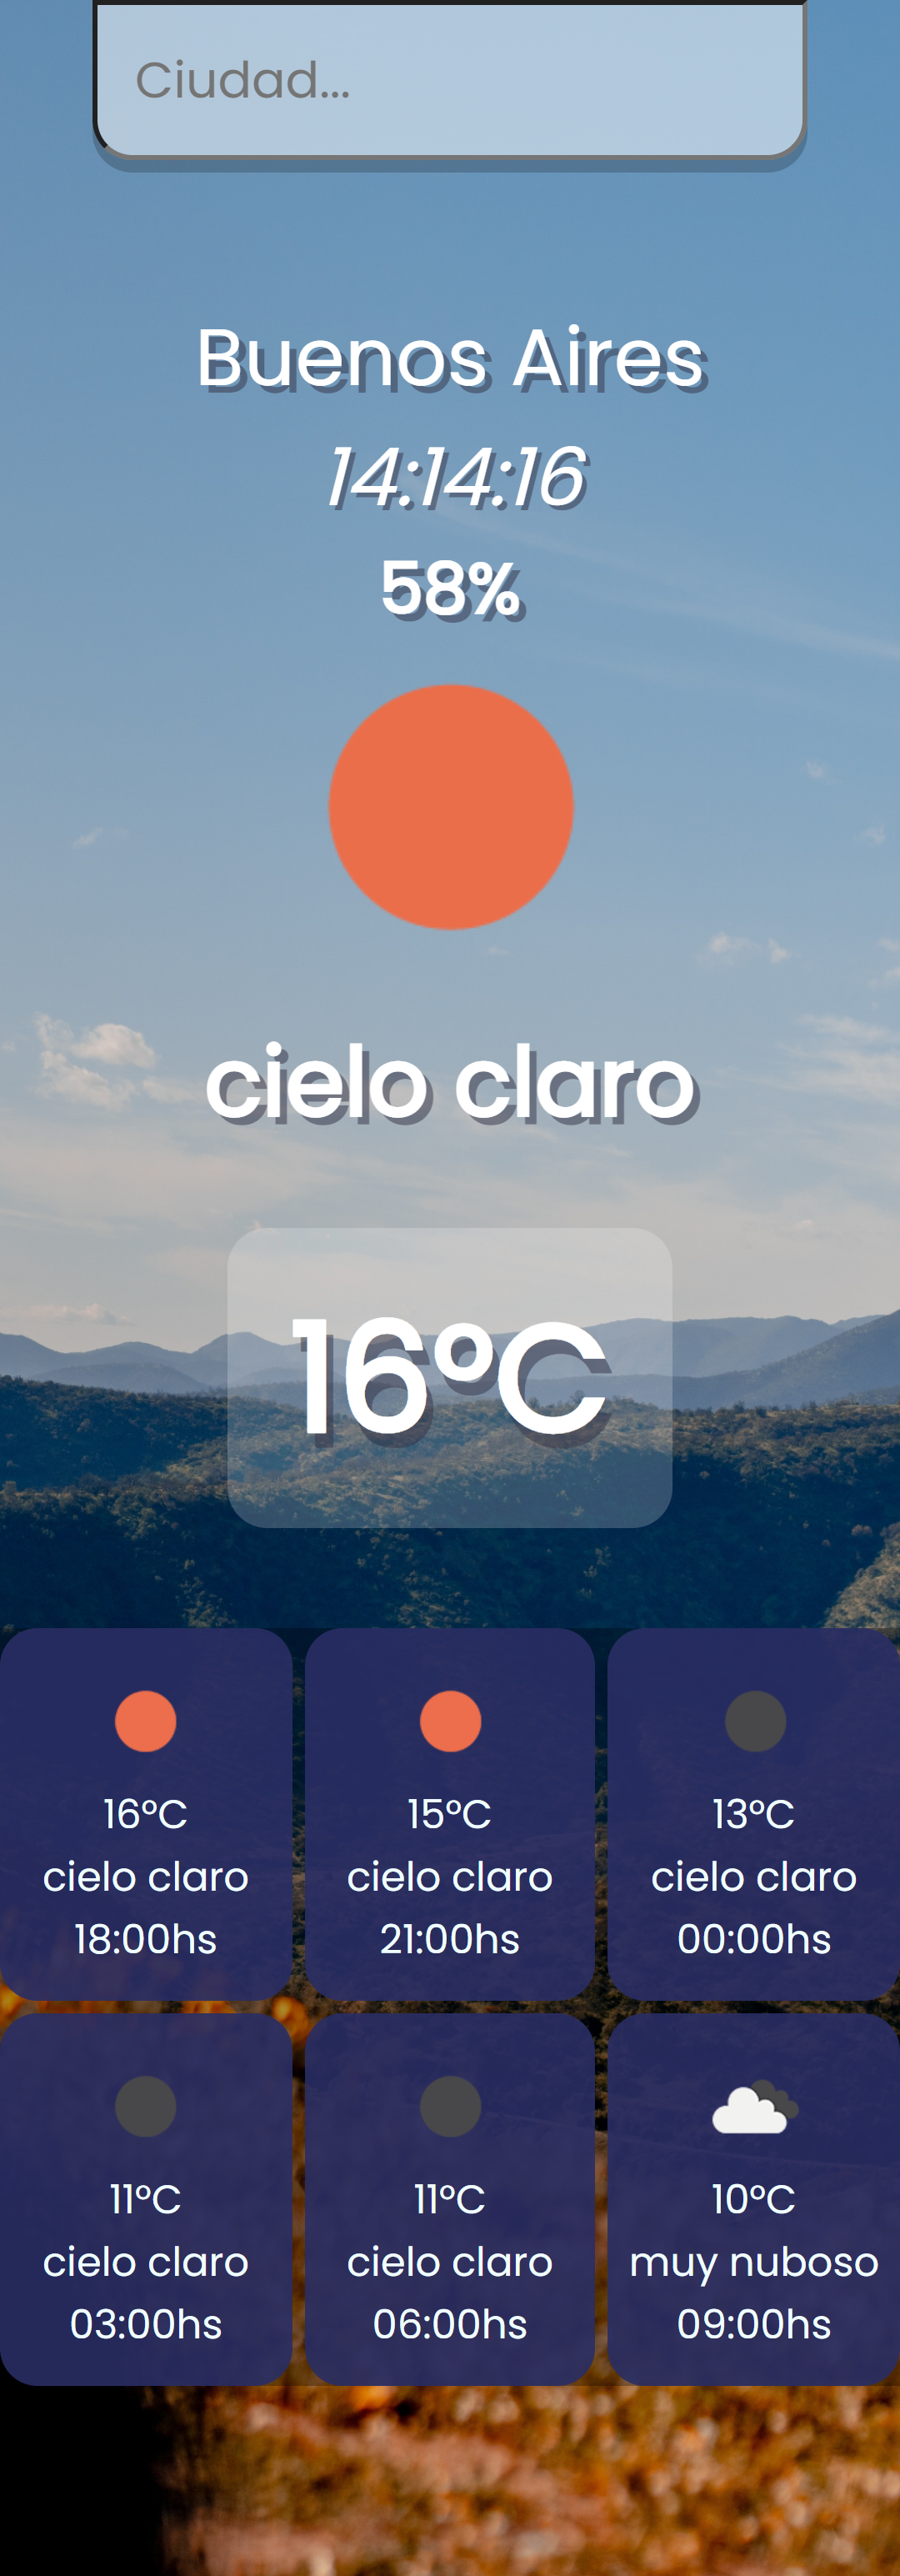 Ciudad...
Buenos Aires
14:14:16
58%
cielo claro
16°C
16°C
cielo claro
18:00hs
15°C
cielo claro
21:00hs
13°C
cielo claro
00:00hs
11°C
cielo claro
03:00hs
11°C
cielo claro
06:00hs
10°C
muy nuboso
09:00hs